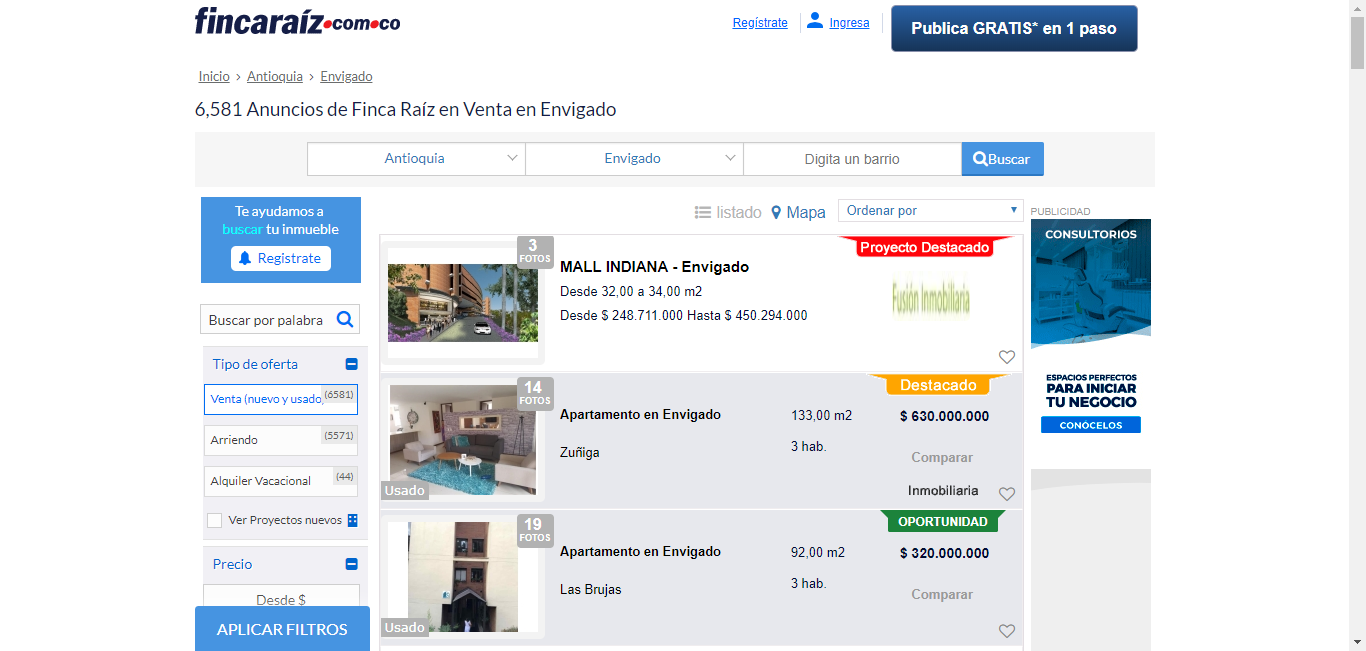 fincaraíz.com.co
Regístrate
Ingresa
Publica GRATIS* en 1 paso
Inicio > Antioquia > Envigado
6,581 Anuncios de Finca Raíz en Venta en Envigado
Antioquia
Envigado
Digita un barrio
Buscar
Te ayudamos a
buscar tu inmueble
Registrate
Buscar por palabra
Tipo de oferta
Venta (nuevo y usado) (6581)
Arriendo (5571)
Alquiler Vacacional (44)
Ver Proyectos nuevos
Precio
Desde $
APLICAR FILTROS
listado
Mapa
Ordenar por
3
FOTOS
MALL INDIANA - Envigado
Desde 32,00 a 34,00 m2
Desde $ 248.711.000 Hasta $ 450.294.000
Proyecto Destacado
Fusión Inmobiliaria
14
FOTOS
Usado
Apartamento en Envigado
Zuñiga
133,00 m2
3 hab.
Destacado
$ 630.000.000
Comparar
Inmobiliaria
19
FOTOS
Usado
Apartamento en Envigado
Las Brujas
92,00 m2
3 hab.
OPORTUNIDAD
$ 320.000.000
Comparar
PUBLICIDAD
CONSULTORIOS
ESPACIOS PERFECTOS
PARA INICIAR
TU NEGOCIO
CONÓCELOS